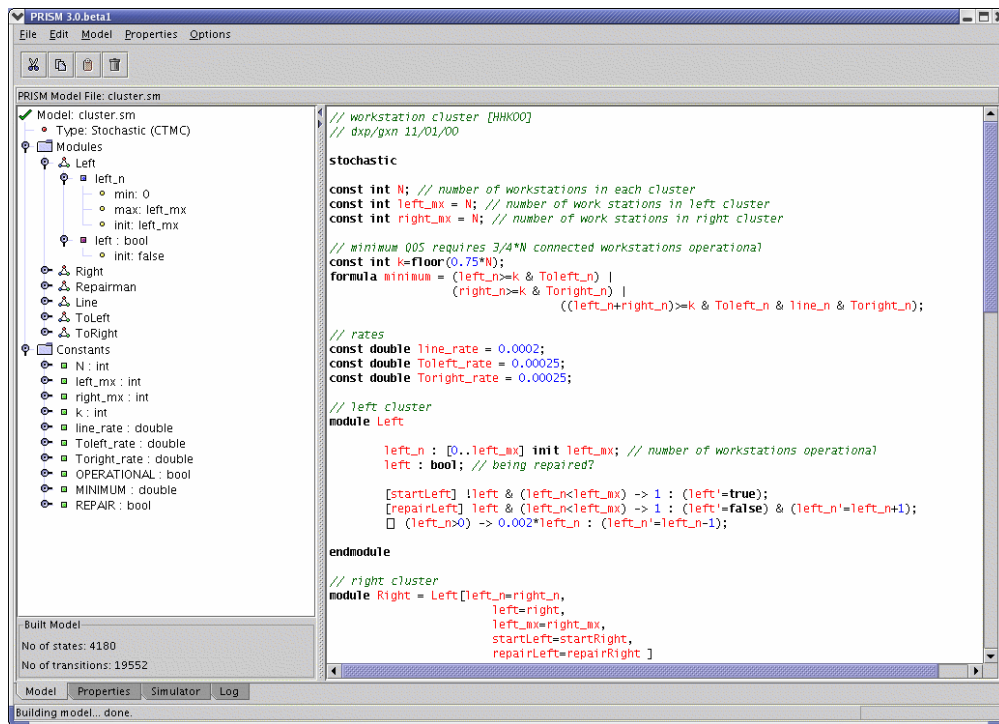 PRISM 3.0.beta1
File Edit Model Properties Options
PRISM Model File: cluster.sm
Model: cluster.sm
Type: Stochastic (CTMC)
Modules
Left
left_n
min: 0
max: left_mx
init: left_mx
left : bool
init: false
Right
Repairman
Line
ToLeft
ToRight
Constants
N : int
left_mx : int
right_mx : int
k : int
line_rate : double
Toleft_rate : double
Toright_rate : double
OPERATIONAL : bool
MINIMUM : double
REPAIR : bool
Built Model
No of states: 4180
No of transitions: 19552
// workstation cluster [HHK00]
// dxp/gxn 11/01/00
stochastic
const int N; // number of workstations in each cluster
const int left_mx = N; // number of work stations in left cluster
const int right_mx = N; // number of work stations in right cluster
// minimum QOS requires 3/4*N connected workstations operational
const int k=floor(0.75*N);
formula minimum = (left_n>=k & Toleft_n) |
(right_n>=k & Toright_n) |
((left_n+right_n)>=k & Toleft_n & line_n & Toright_n);
// rates
const double line_rate = 0.0002;
const double Toleft_rate = 0.00025;
const double Toright_rate = 0.00025;
// left cluster
module Left
left_n : [0..left_mx] init left_mx; // number of workstations operational
left : bool; // being repaired?
[startLeft] !left & (left_n<left_mx) -> 1 : (left'=true);
[repairLeft] left & (left_n<left_mx) -> 1 : (left'=false) & (left_n'=left_n+1);
[] (left_n>0) -> 0.002*left_n : (left_n'=left_n-1);
endmodule
// right cluster
module Right = Left[left_n=right_n,
left=right,
left_mx=right_mx,
startLeft=startRight,
repairLeft=repairRight ]
Model Properties Simulator Log
Building model... done.